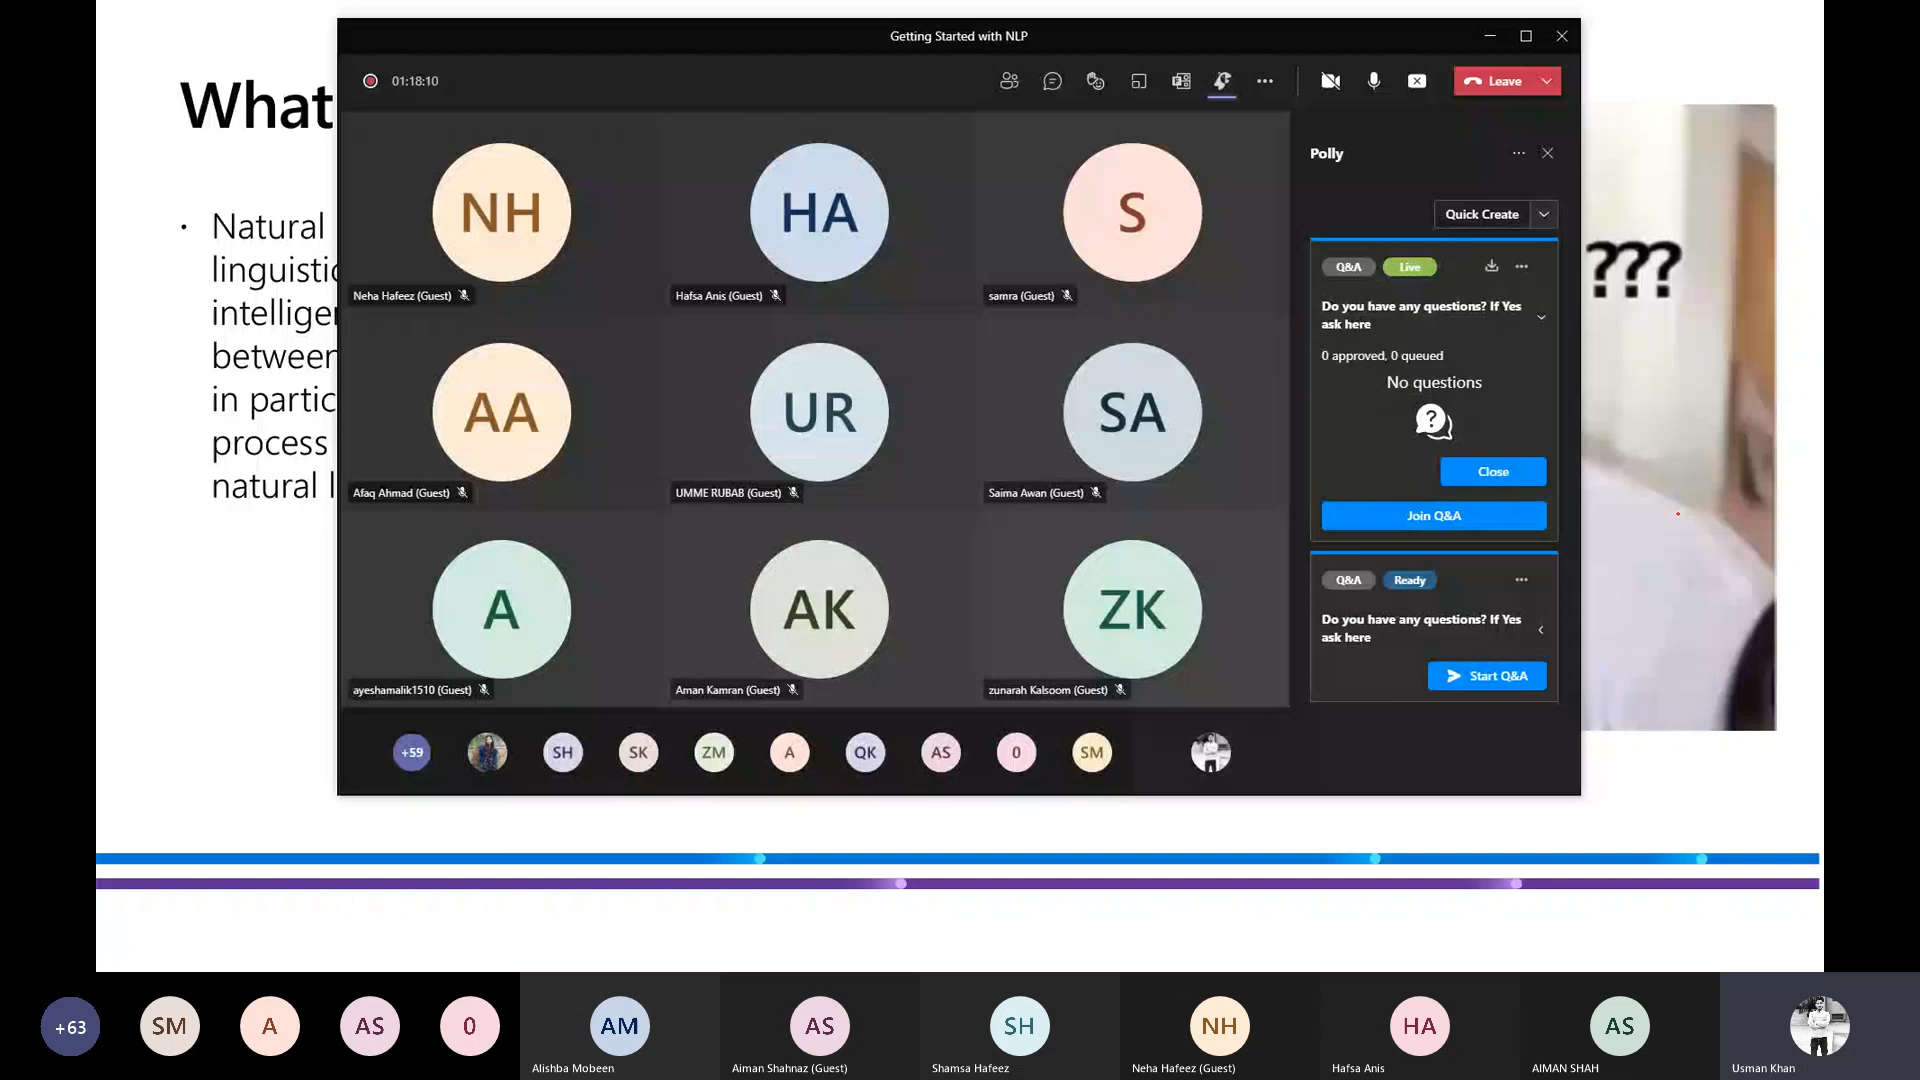 Getting Started with NLP
01:18:10
Leave
What
Natural
linguistic
intelliger
between
in partic
process
natural l
???
NH
HA
S
Neha Hafeez (Guest)
Hafsa Anis (Guest)
samra (Guest)
AA
UR
SA
Afaq Ahmad (Guest)
UMME RUBAB (Guest)
Saima Awan (Guest)
A
AK
ZK
ayeshamalik1510 (Guest)
Aman Kamran (Guest)
zunarah Kalsoom (Guest)
+59
SH
SK
ZM
A
QK
AS
0
SM
Polly
Quick Create
Q&A
Live
Do you have any questions? If Yes
ask here
0 approved, 0 queued
No questions
Close
Join Q&A
Q&A
Ready
Do you have any questions? If Yes
ask here
Start Q&A
+63
SM
A
AS
0
AM
AS
SH
NH
HA
AS
Alishba Mobeen
Aiman Shahnaz (Guest)
Shamsa Hafeez
Neha Hafeez (Guest)
Hafsa Anis
AIMAN SHAH
Usman Khan